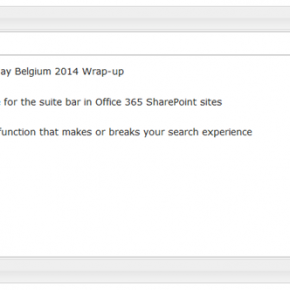 ay Belgium 2014 Wrap-up
for the suite bar in Office 365 SharePoint sites
function that makes or breaks your search experience